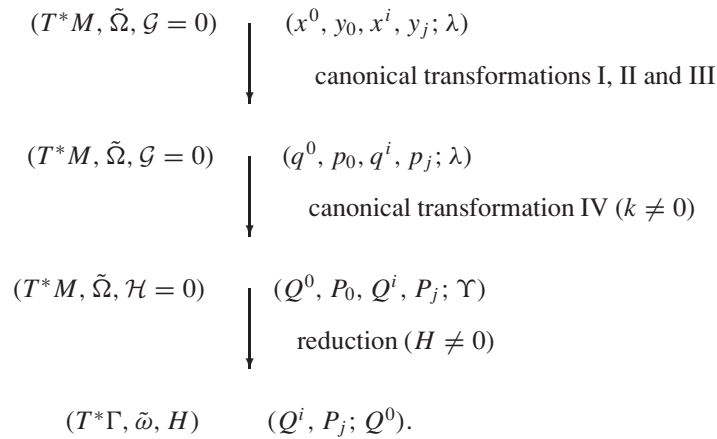 (T*M, Ω̃, 𝒢 = 0) (x⁰, y₀, xⁱ, yⱼ; λ)
canonical transformations I, II and III
(T*M, Ω̃, 𝒢 = 0) (q⁰, p₀, qⁱ, pⱼ; λ)
canonical transformation IV (k ≠ 0)
(T*M, Ω̃, ℋ = 0) (Q⁰, P₀, Qⁱ, Pⱼ; ϒ)
reduction (H ≠ 0)
(T*Γ, ω̃, H) (Qⁱ, Pⱼ; Q⁰).